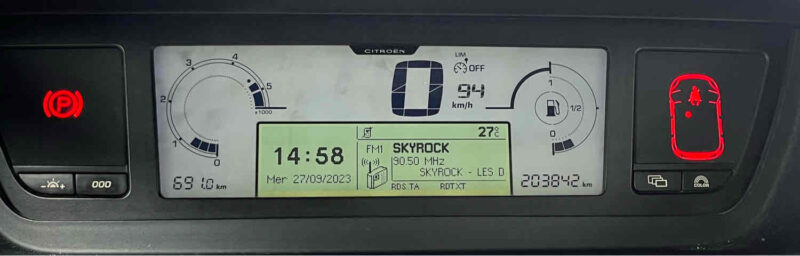 CITROËN
4
3
5
2
x1000
1
0
LIM
OFF
0
94
km/h
1
1/2
0
P
27°C
14:58
FM1 SKYROCK
90.50 MHz
SKYROCK - LES D
RDS TA RDTXT
Mer 27/09/2023
691.0 km
203842 km
- +
000
COLOR